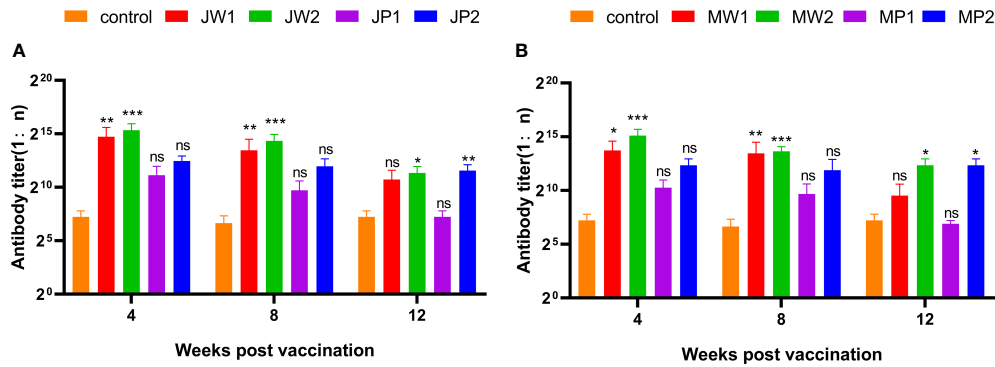 control JW1 JW2 JP1 JP2
A
Antibody titer(1： n)
2^20
2^15
2^10
2^5
2^0
** *** ns ns
** *** ns ns
ns * ns **
4 8 12
Weeks post vaccination
control MW1 MW2 MP1 MP2
B
Antibody titer(1： n)
2^20
2^15
2^10
2^5
2^0
* *** ns ns
** *** ns ns
ns * ns *
4 8 12
Weeks post vaccination